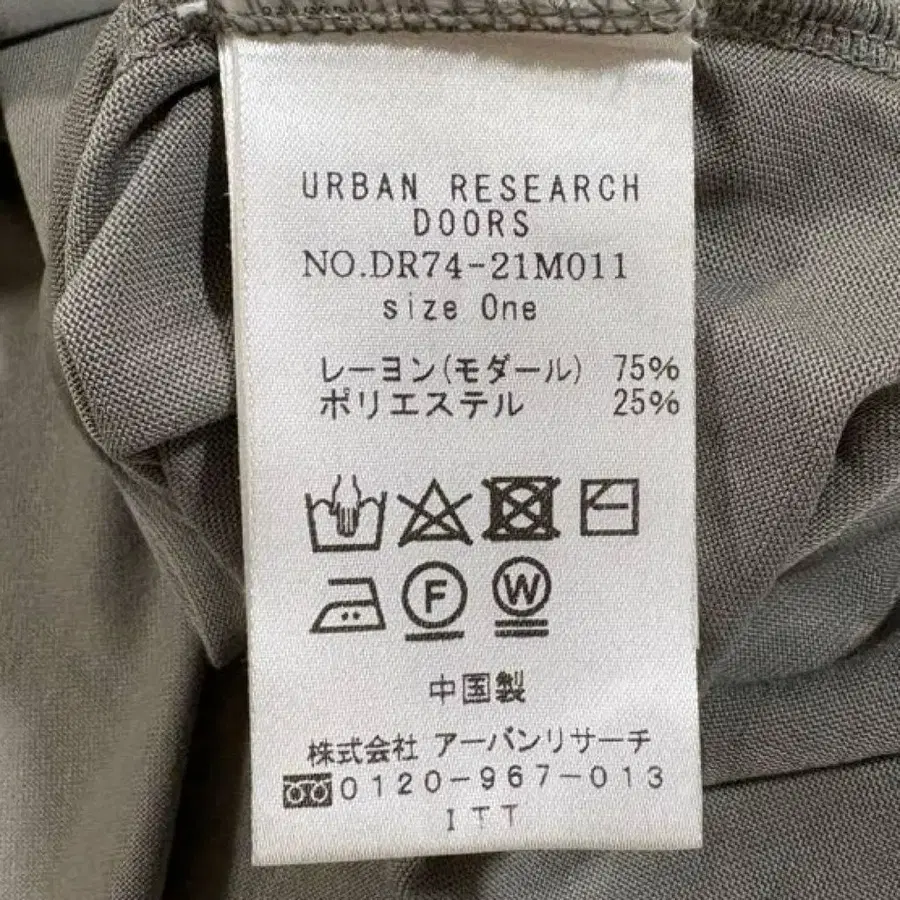 URBAN RESEARCH
DOORS
NO.DR74-21M011
size One
レーヨン(モダール) 75%
ポリエステル 25%
F W
中国製
株式会社 アーバンリサーチ
0120-967-013
ITT